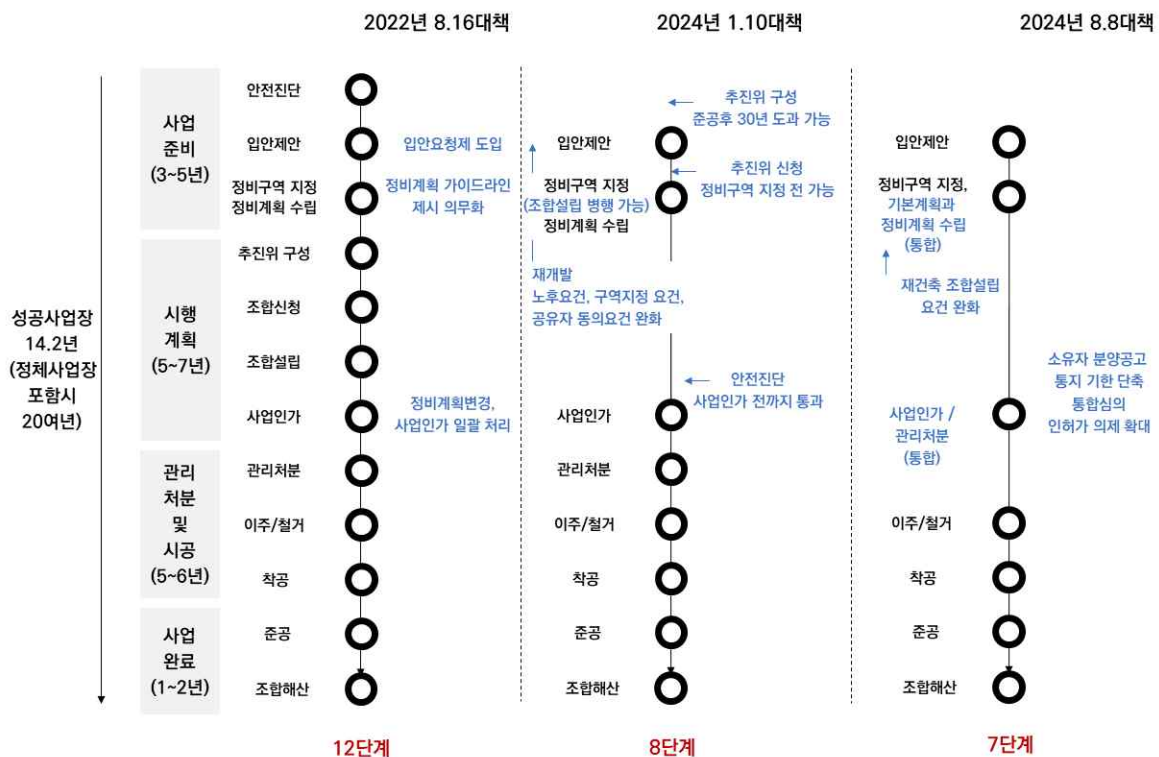 2022년 8.16대책
2024년 1.10대책
2024년 8.8대책
성공사업장
14.2년
(정체사업장
포함시
20여년)
사업
준비
(3~5년)
시행
계획
(5~7년)
관리
처분
및
시공
(5~6년)
사업
완료
(1~2년)
안전진단
입안제안
입안요청제 도입
정비구역 지정
정비계획 수립
정비계획 가이드라인
제시 의무화
추진위 구성
조합신청
조합설립
사업인가
정비계획변경,
사업인가 일괄 처리
관리처분
이주/철거
착공
준공
조합해산
12단계
추진위 구성
준공후 30년 도과 가능
입안제안
추진위 신청
정비구역 지정 전 가능
정비구역 지정
(조합설립 병행 가능)
정비계획 수립
재개발
노후요건, 구역지정 요건,
공유자 동의요건 완화
안전진단
사업인가 전까지 통과
사업인가
관리처분
이주/철거
착공
준공
조합해산
8단계
입안제안
정비구역 지정,
기본계획과
정비계획 수립
(통합)
재건축 조합설립
요건 완화
소유자 분양공고
통지 기한 단축
통합심의
인허가 의제 확대
사업인가 /
관리처분
(통합)
이주/철거
착공
준공
조합해산
7단계